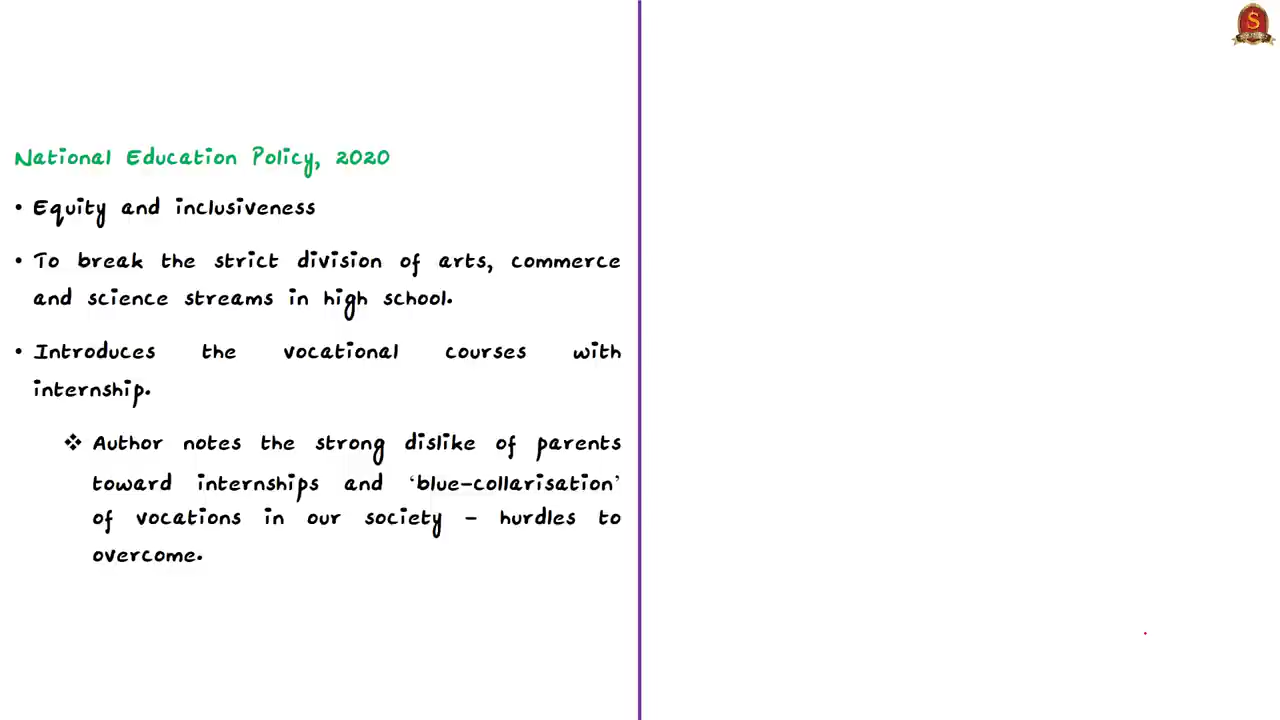 National Education Policy, 2020
• Equity and inclusiveness
• To break the strict division of arts, commerce
and science streams in high school.
• Introduces the vocational courses with
internship.
❖ Author notes the strong dislike of parents
toward internships and ‘blue-collarisation’
of vocations in our society – hurdles to
overcome.
S